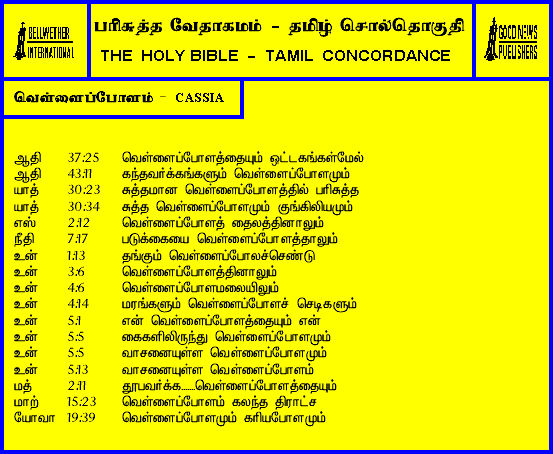 BELLWETHER
INTERNATIONAL
பரிசுத்த வேதாகமம் - தமிழ் சொல்தொகுதி
THE HOLY BIBLE - TAMIL CONCORDANCE
GOOD NEWS
PUBLISHERS
வெள்ளைப்போளம் - CASSIA
ஆதி 37:25 வெள்ளைப்போளத்தையும் ஒட்டகங்கள்மேல்
ஆதி 43:11 கந்தவர்க்கங்களும் வெள்ளைப்போளமும்
யாத் 30:23 சுத்தமான வெள்ளைப்போளத்தில் பரிசுத்த
யாத் 30:34 சுத்த வெள்ளைப்போளமும் குங்கிலியமும்
எஸ் 2:12 வெள்ளைப்போளத் தைலத்தினாலும்
நீதி 7:17 படுக்கையை வெள்ளைப்போளத்தாலும்
உன் 1:13 தங்கும் வெள்ளைப்போலச்செண்டு
உன் 3:6 வெள்ளைப்போளத்தினாலும்
உன் 4:6 வெள்ளைப்போளமலையிலும்
உன் 4:14 மரங்களும் வெள்ளைப்போளச் செடிகளும்
உன் 5:1 என் வெள்ளைப்போளத்தையும் என்
உன் 5:5 கைகளிலிருந்து வெள்ளைப்போளமும்
உன் 5:5 வாசனையுள்ள வெள்ளைப்போளமும்
உன் 5:13 வாசனையுள்ள வெள்ளைப்போளம்
மத் 2:11 தூபவர்க்க.......வெள்ளைப்போளத்தையும்
மாற் 15:23 வெள்ளைப்போளம் கலந்த திராட்ச
யோவா 19:39 வெள்ளைப்போளமும் கரியபோளமும்